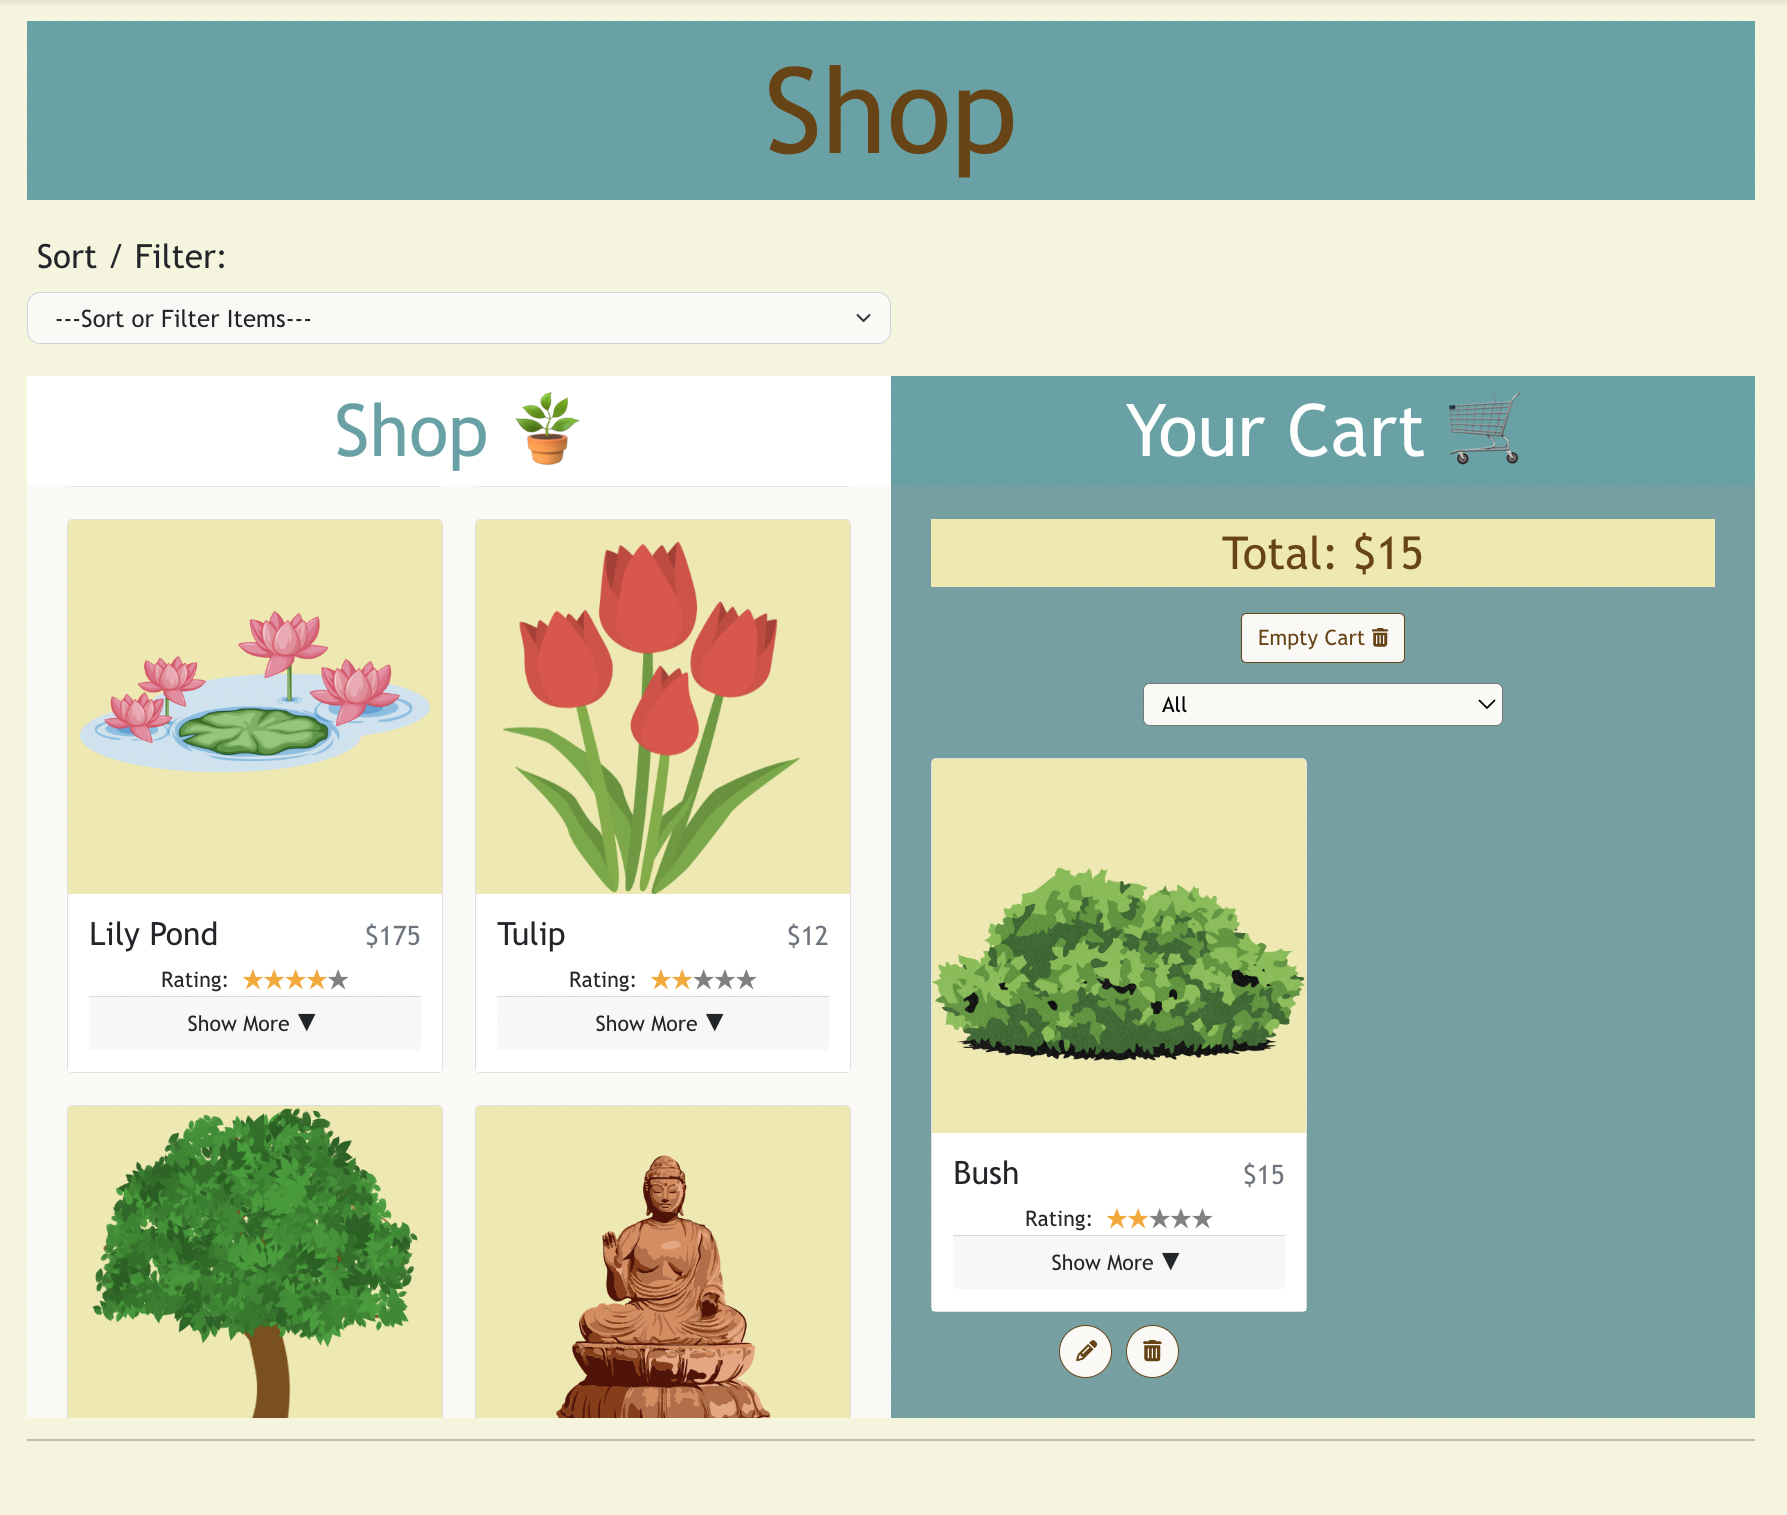 Shop
Sort / Filter:
---Sort or Filter Items---
Shop
Lily Pond $175
Rating:
Show More ▼
Tulip $12
Rating:
Show More ▼
Your Cart
Total: $15
Empty Cart
All
Bush $15
Rating:
Show More ▼